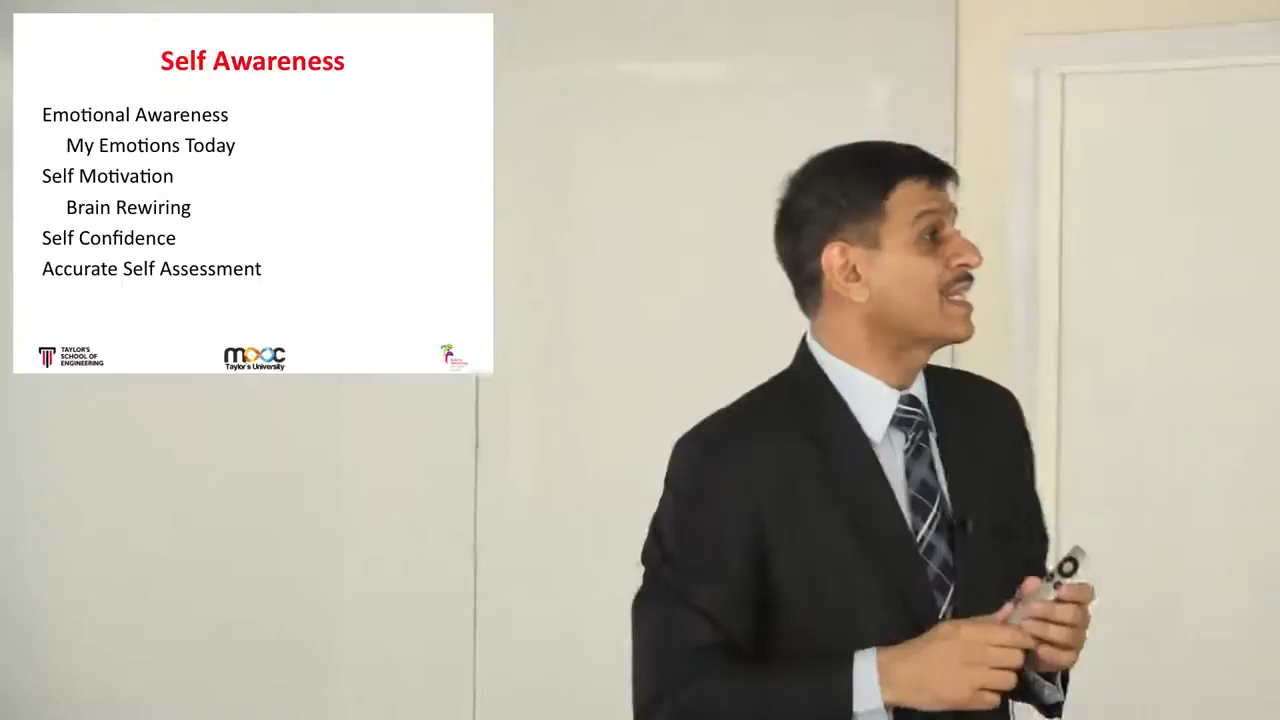 Self Awareness
Emotional Awareness
My Emotions Today
Self Motivation
Brain Rewiring
Self Confidence
Accurate Self Assessment
TAYLOR'S
SCHOOL OF
ENGINEERING
mooc
Taylor's University